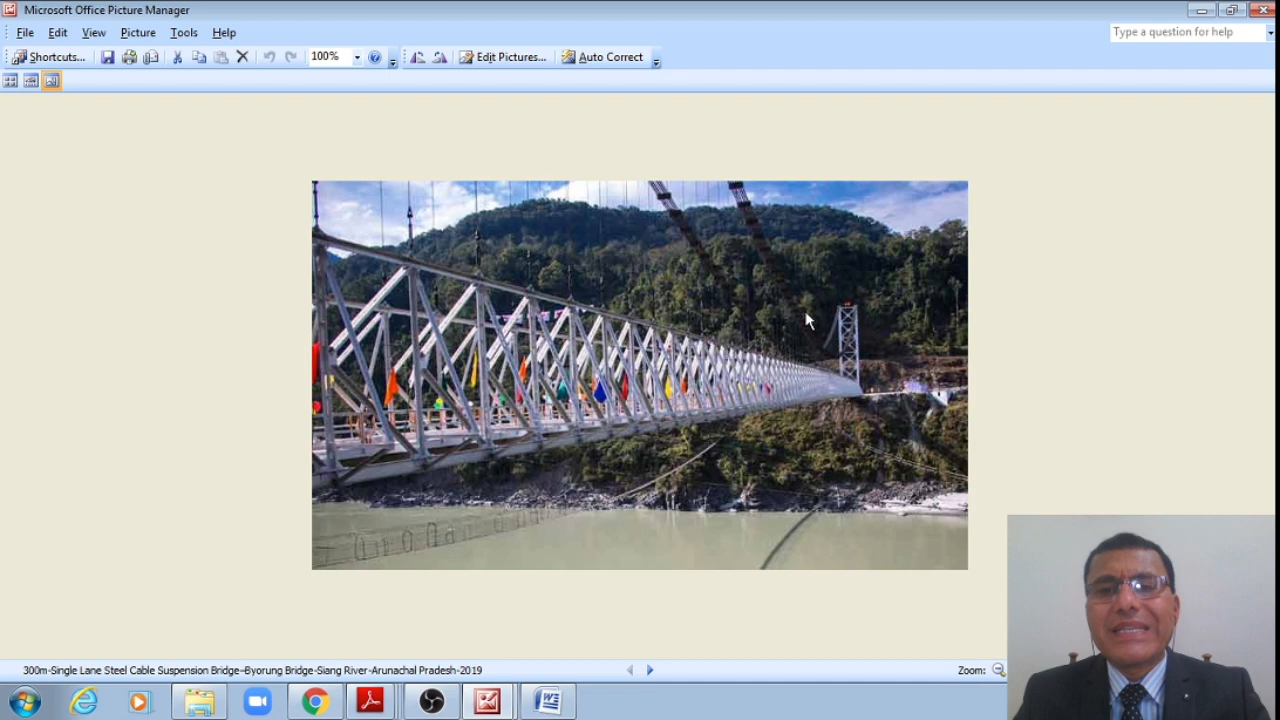 Microsoft Office Picture Manager
File Edit View Picture Tools Help
Type a question for help
Shortcuts...
100%
Edit Pictures...
Auto Correct
300m-Single Lane Steel Cable Suspension Bridge–Byorung Bridge-Siang River-Arunachal Pradesh-2019
Zoom: